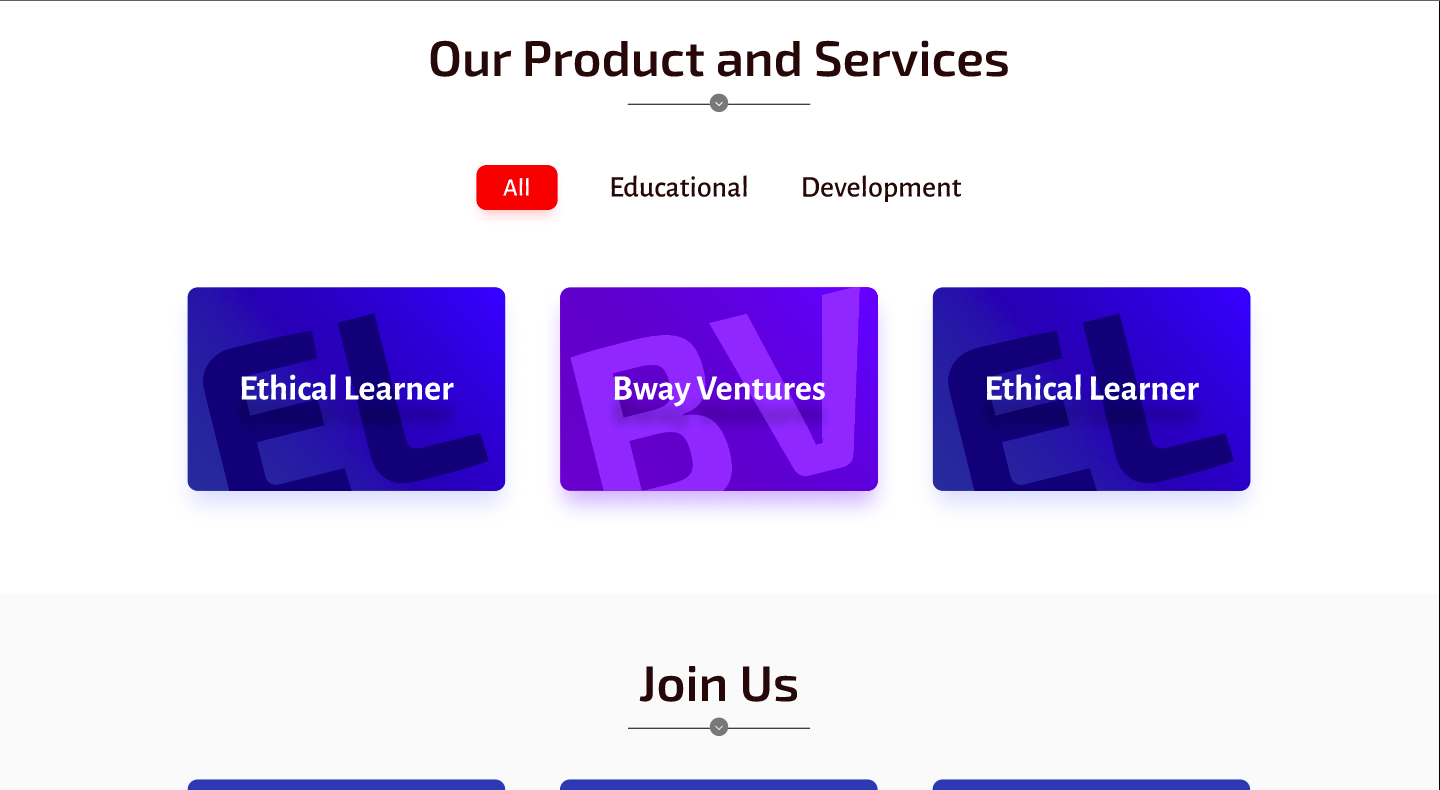 Our Product and Services
All Educational Development
EL
Ethical Learner
BV
Bway Ventures
EL
Ethical Learner
Join Us